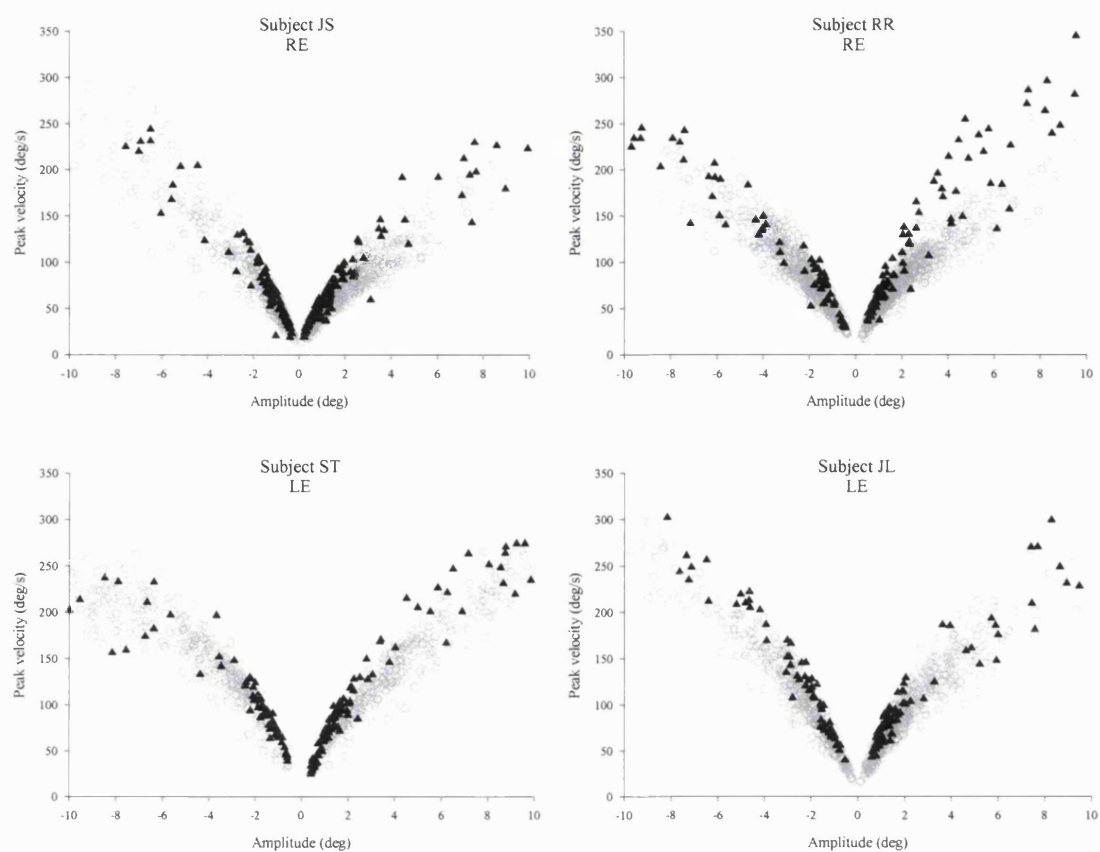 Subject JS
RE
350
300
250
200
150
100
50
0
Peak velocity (deg/s)
-10 -8 -6 -4 -2 0 2 4 6 8 10
Amplitude (deg)
Subject RR
RE
350
300
250
200
150
100
50
0
Peak velocity (deg/s)
-10 -8 -6 -4 -2 0 2 4 6 8 10
Amplitude (deg)
Subject ST
LE
350
300
250
200
150
100
50
0
Peak velocity (deg/s)
-10 -8 -6 -4 -2 0 2 4 6 8 10
Amplitude (deg)
Subject JL
LE
350
300
250
200
150
100
50
0
Peak velocity (deg/s)
-10 -8 -6 -4 -2 0 2 4 6 8 10
Amplitude (deg)